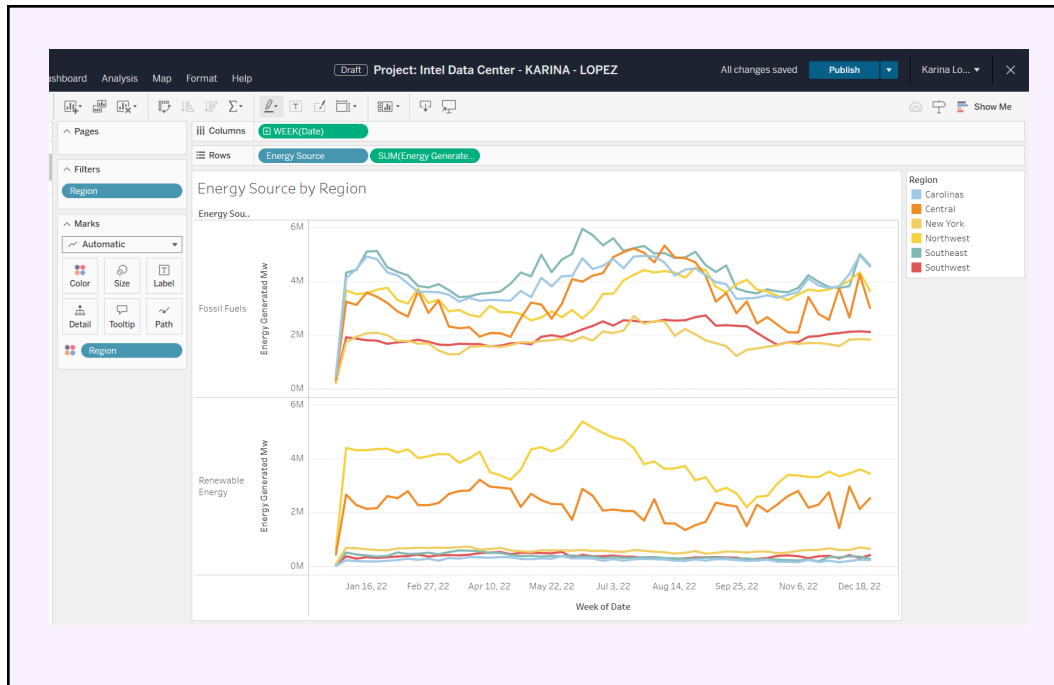 Draft Project: Intel Data Center - KARINA - LOPEZ All changes saved Publish Karina Lo...
ashboard Analysis Map Format Help
Show Me
Pages
Columns WEEK(Date)
Rows Energy Source SUM(Energy Generate...
Filters
Region
Marks
Automatic
Color Size Label
Detail Tooltip Path
Region
Energy Source by Region
Energy Sou..
Fossil Fuels
Energy Generated Mw
6M
4M
2M
0M
Renewable
Energy
Energy Generated Mw
6M
4M
2M
0M
Jan 16, 22 Feb 27, 22 Apr 10, 22 May 22, 22 Jul 3, 22 Aug 14, 22 Sep 25, 22 Nov 6, 22 Dec 18, 22
Week of Date
Region
Carolinas
Central
New York
Northwest
Southeast
Southwest